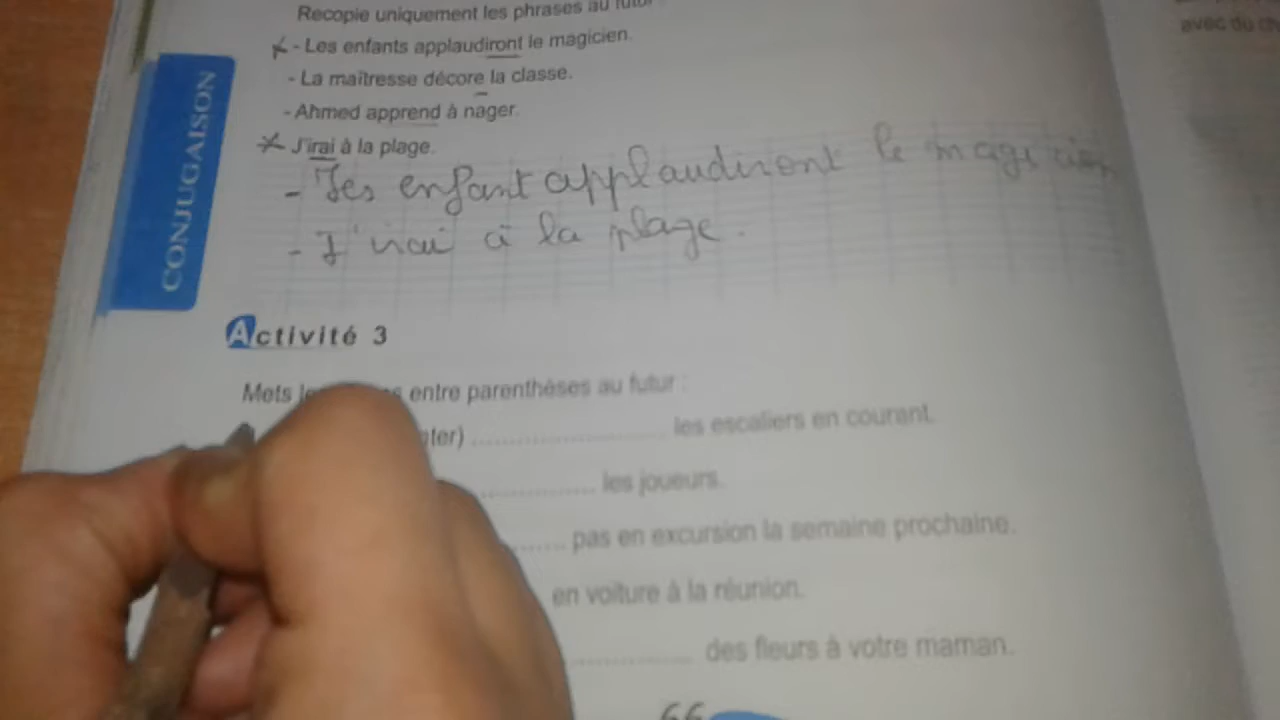 Recopie uniquement les phrases au futur
- Les enfants applaudiront le magicien.
- La maîtresse décore la classe.
- Ahmed apprend à nager.
J'irai à la plage.
- Les enfant applaudiront le magicien
- J'irai à la plage.
CONJUGAISON
Activité 3
Mets entre parenthèses au futur :
les escaliers en courant.
les joueurs.
pas en excursion la semaine prochaine.
en voiture à la réunion.
des fleurs à votre maman.
66
avec du